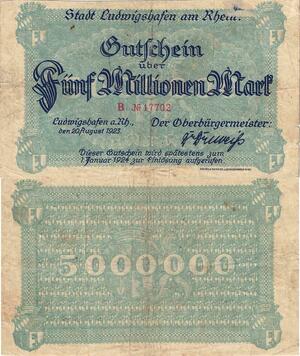 Stadt Ludwigshafen am Rhein.
Gutschein
über
Fünf Millionen Mark
B № 17702
Ludwigshafen a. Rh., Der Oberbürgermeister:
den 20. August 1923.
Dieser Gutschein wird spätestens zum
1. Januar 1924 zur Einlösung aufgerufen.
5000000